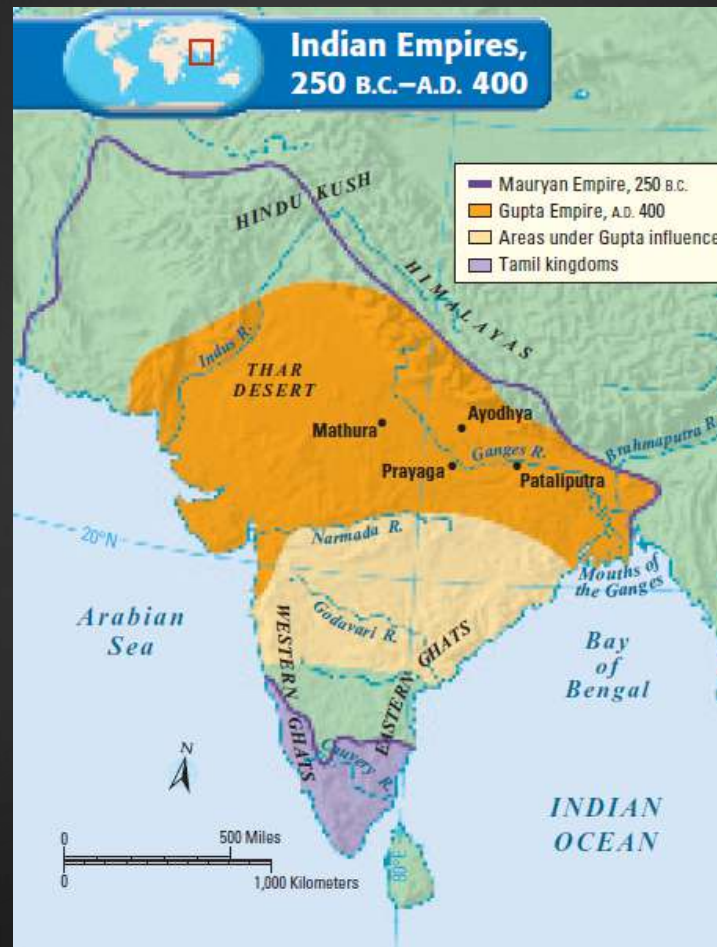 Indian Empires,
250 B.C.–A.D. 400
Mauryan Empire, 250 B.C.
Gupta Empire, A.D. 400
Areas under Gupta influence
Tamil kingdoms
HINDU KUSH
HIMALAYAS
Indus R.
THAR
DESERT
Mathura
Ayodhya
Brahmaputra R.
Ganges R.
Prayaga
Pataliputra
Narmada R.
20°N
Mouths of
the Ganges
Arabian
Sea
WESTERN GHATS
Godavari R.
EASTERN GHATS
Bay
of
Bengal
Cauvery R.
N
INDIAN
OCEAN
0 500 Miles
0 1,000 Kilometers
80°E